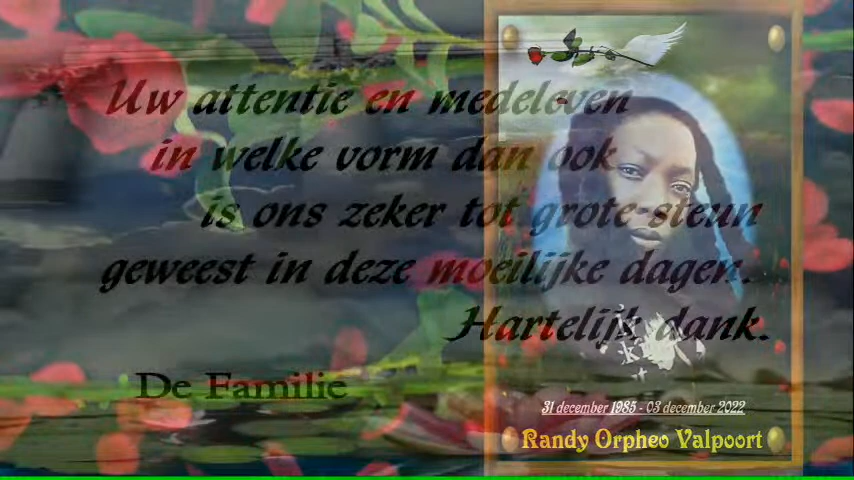 Uw attentie en medeleven
in welke vorm dan ook
is ons zeker tot grote steun
geweest in deze moeilijke dagen.
Hartelijk dank.
De Familie
31 december 1985 - 03 december 2022
Randy Orpheo Valpoort